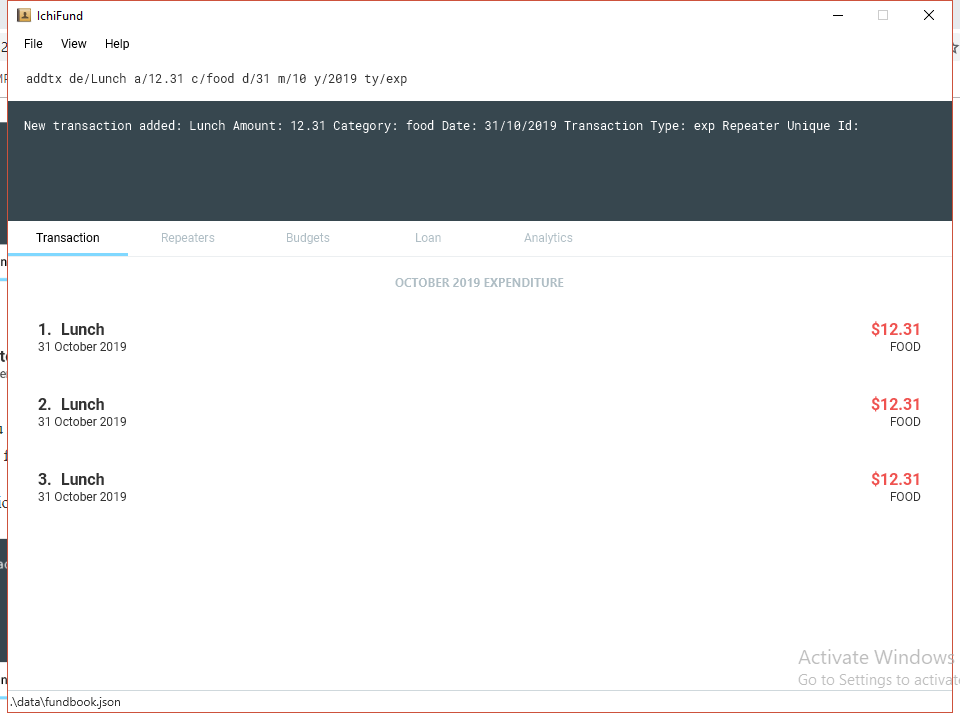 IchiFund
File View Help
addtx de/Lunch a/12.31 c/food d/31 m/10 y/2019 ty/exp
New transaction added: Lunch Amount: 12.31 Category: food Date: 31/10/2019 Transaction Type: exp Repeater Unique Id:
Transaction Repeaters Budgets Loan Analytics
OCTOBER 2019 EXPENDITURE
1. Lunch $12.31
31 October 2019 FOOD
2. Lunch $12.31
31 October 2019 FOOD
3. Lunch $12.31
31 October 2019 FOOD
Activate Windows
Go to Settings to activate
.\data\fundbook.json